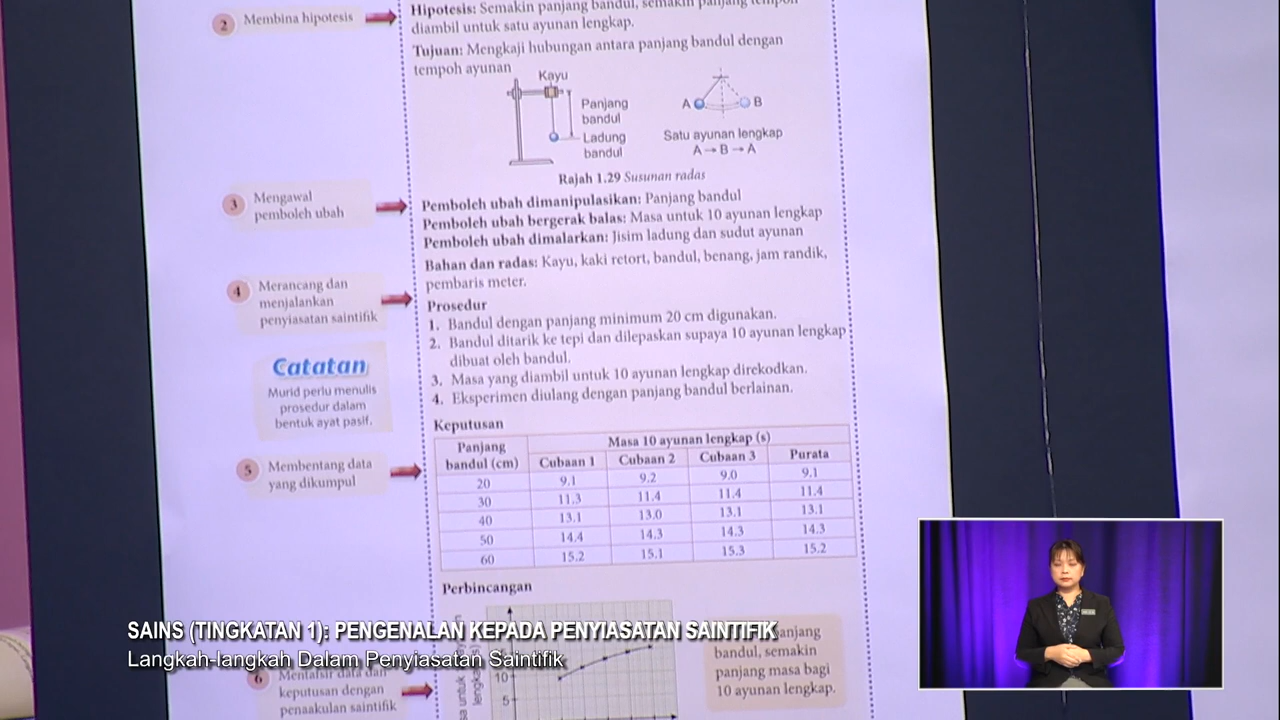 2 Membina hipotesis
Hipotesis: Semakin panjang bandul, semakin panjang tempoh
diambil untuk satu ayunan lengkap.
Tujuan: Mengkaji hubungan antara panjang bandul dengan
tempoh ayunan
Kayu
Panjang
bandul
Ladung
bandul
A B
Satu ayunan lengkap
A → B → A
Rajah 1.29 Susunan radas
3 Mengawal
pemboleh ubah
Pemboleh ubah dimanipulasikan: Panjang bandul
Pemboleh ubah bergerak balas: Masa untuk 10 ayunan lengkap
Pemboleh ubah dimalarkan: Jisim ladung dan sudut ayunan
Bahan dan radas: Kayu, kaki retort, bandul, benang, jam randik,
pembaris meter.
4 Merancang dan
menjalankan
penyiasatan saintifik
Prosedur
1. Bandul dengan panjang minimum 20 cm digunakan.
2. Bandul ditarik ke tepi dan dilepaskan supaya 10 ayunan lengkap
dibuat oleh bandul.
3. Masa yang diambil untuk 10 ayunan lengkap direkodkan.
4. Eksperimen diulang dengan panjang bandul berlainan.
Catatan
Murid perlu menulis
prosedur dalam
bentuk ayat pasif.
5 Membentang data
yang dikumpul
Keputusan
Panjang
bandul (cm)
Masa 10 ayunan lengkap (s)
Cubaan 1 Cubaan 2 Cubaan 3 Purata
20 9.1 9.2 9.0 9.1
30 11.3 11.4 11.4 11.4
40 13.1 13.0 13.1 13.1
50 14.4 14.3 14.3 14.3
60 15.2 15.1 15.3 15.2
Perbincangan
SAINS (TINGKATAN 1): PENGENALAN KEPADA PENYIASATAN SAINTIFIK
Langkah-langkah Dalam Penyiasatan Saintifik
6 Mentafsir data dan
keputusan dengan
penaakulan saintifik
10
5
anjang
bandul, semakin
panjang masa bagi
10 ayunan lengkap.